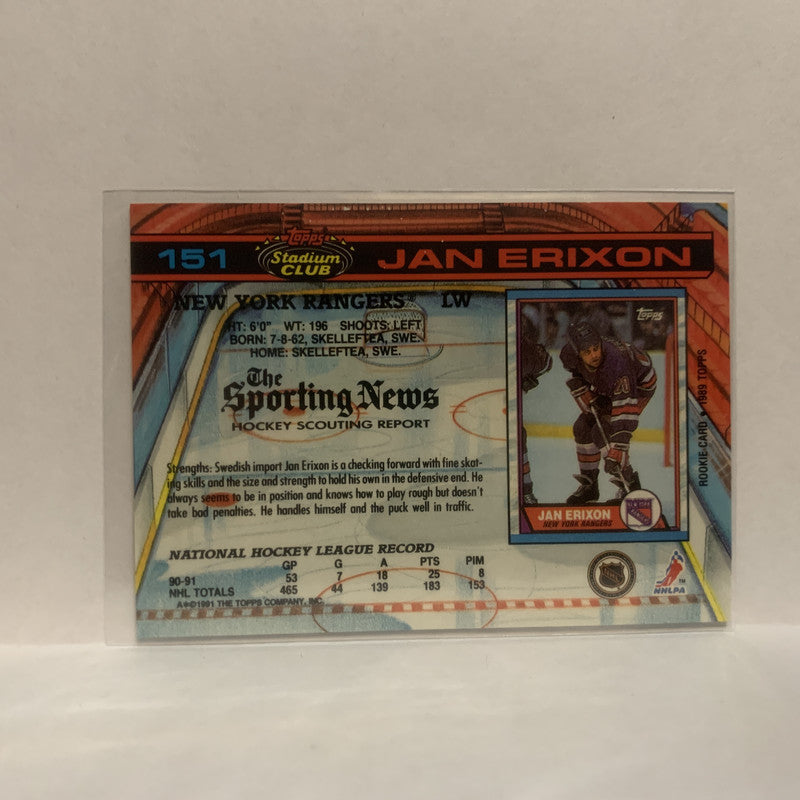 151
Topps
Stadium
CLUB
JAN ERIXON
NEW YORK RANGERS® LW
HT: 6'0" WT: 196 SHOOTS: LEFT
BORN: 7-8-62, SKELLEFTEA, SWE.
HOME: SKELLEFTEA, SWE.
The
Sporting News
HOCKEY SCOUTING REPORT
Strengths: Swedish import Jan Erixon is a checking forward with fine skat-
ing skills and the size and strength to hold his own in the defensive end. He
always seems to be in position and knows how to play rough but doesn't
take bad penalties. He handles himself and the puck well in traffic.
NATIONAL HOCKEY LEAGUE RECORD
GP G A PTS PIM
90-91 53 7 18 25 8
NHL TOTALS 465 44 139 183 153
A®©1991 THE TOPPS COMPANY, INC.
Topps
20
JAN ERIXON
NEW YORK RANGERS
ROOKIE CARD • 1989 TOPPS
NHL
NHLPA
TM